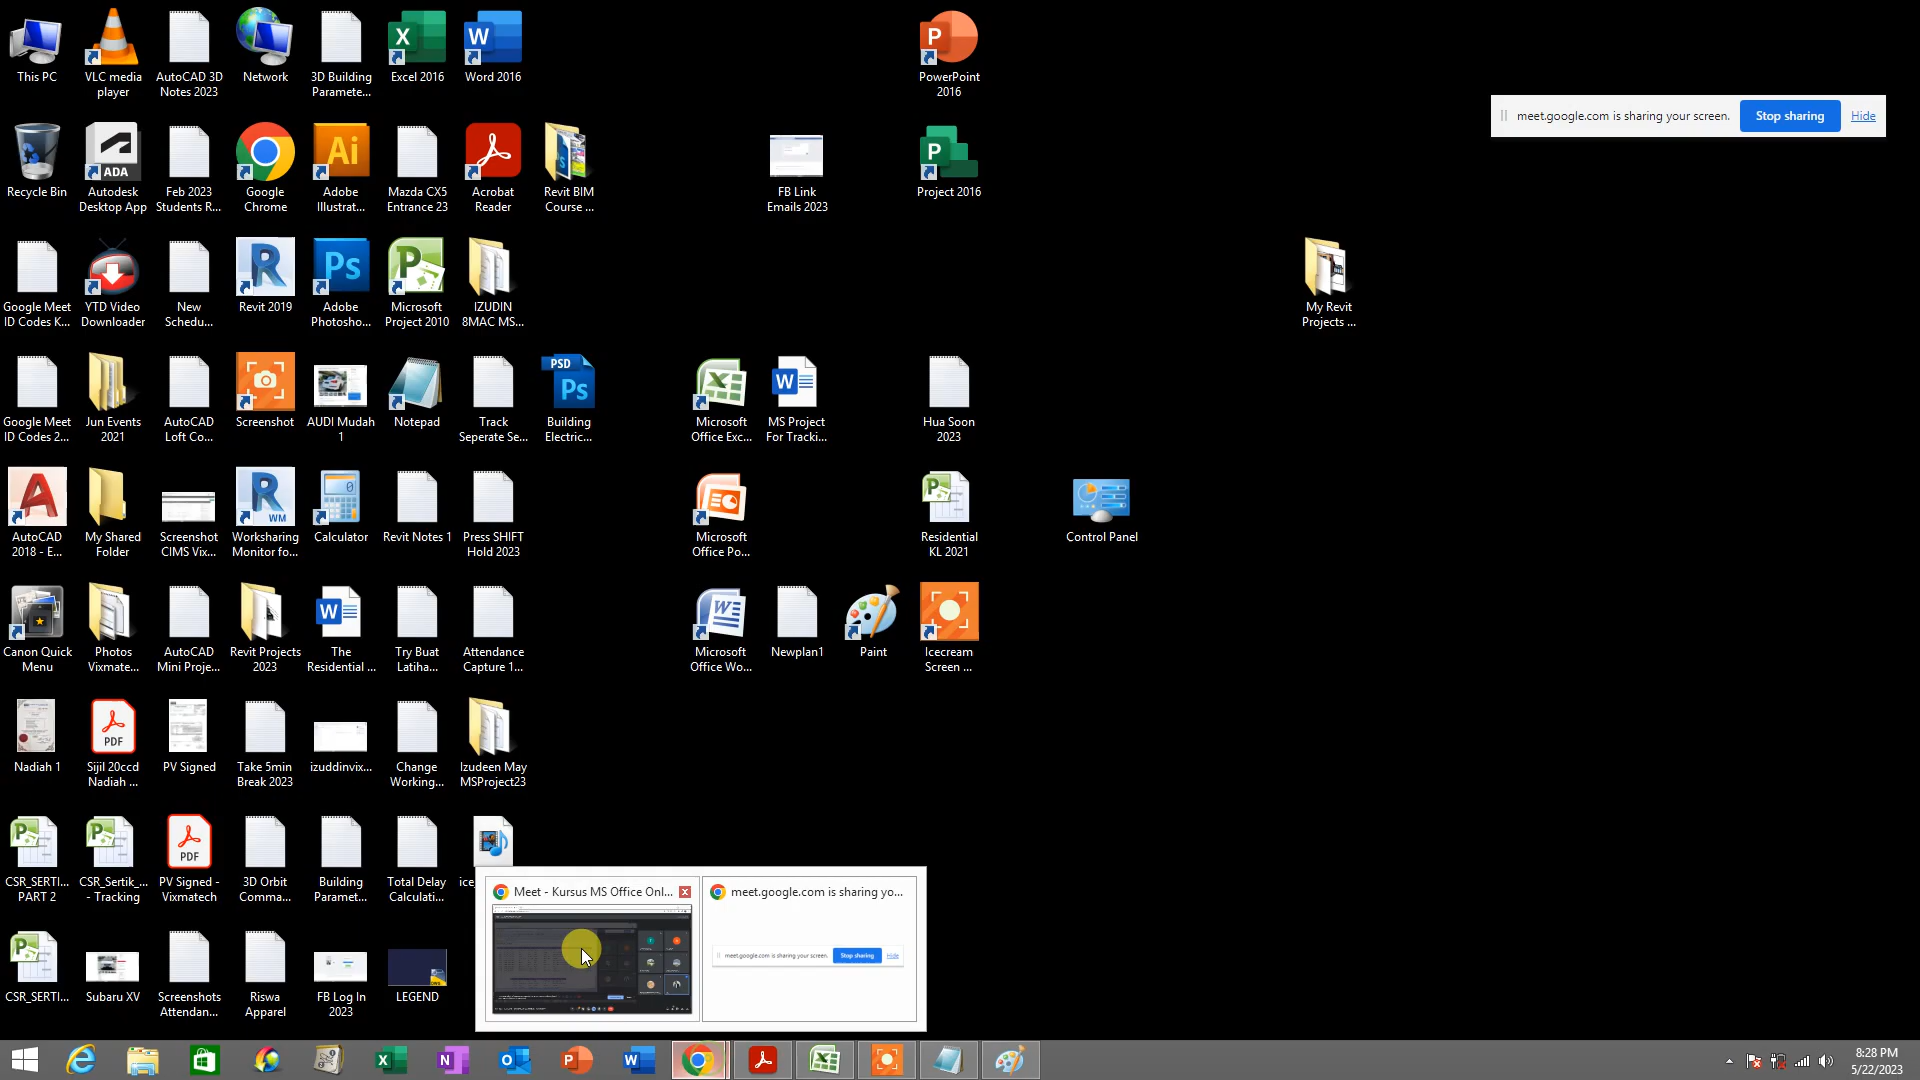 This PC
VLC media
player
AutoCAD 3D
Notes 2023
Network
3D Building
Paramete...
Excel 2016
Word 2016
PowerPoint
2016
meet.google.com is sharing your screen.
Stop sharing
Hide
Recycle Bin
Autodesk
Desktop App
Feb 2023
Students R...
Google
Chrome
Adobe
Illustrat...
Mazda CX5
Entrance 23
Acrobat
Reader
Revit BIM
Course ...
FB Link
Emails 2023
Project 2016
Google Meet
ID Codes K...
YTD Video
Downloader
New
Schedu...
Revit 2019
Adobe
Photosho...
Microsoft
Project 2010
IZUDIN
8MAC MS...
My Revit
Projects ...
Google Meet
ID Codes 2...
Jun Events
2021
AutoCAD
Loft Co...
Screenshot
AUDI Mudah
1
Notepad
Track
Seperate Se...
Building
Electric...
Microsoft
Office Exc...
MS Project
For Tracki...
Hua Soon
2023
AutoCAD
2018 - E...
My Shared
Folder
Screenshot
CIMS Vix...
Worksharing
Monitor fo...
Calculator
Revit Notes 1
Press SHIFT
Hold 2023
Microsoft
Office Po...
Residential
KL 2021
Control Panel
Canon Quick
Menu
Photos
Vixmate...
AutoCAD
Mini Proje...
Revit Projects
2023
The
Residential ...
Try Buat
Latiha...
Attendance
Capture 1...
Microsoft
Office Wo...
Newplan1
Paint
Icecream
Screen ...
Nadiah 1
Sijil 20ccd
Nadiah ...
PV Signed
Take 5min
Break 2023
izuddinvix...
Change
Working...
Izudeen May
MSProject23
CSR_SERTI...
PART 2
CSR_Sertik_...
- Tracking
PV Signed -
Vixmatech
3D Orbit
Comma...
Building
Paramet...
Total Delay
Calculati...
Meet - Kursus MS Office Onl...
meet.google.com is sharing yo...
meet.google.com is sharing your screen.
Stop sharing
Hide
CSR_SERTI...
Subaru XV
Screenshots
Attendan...
Riswa
Apparel
FB Log In
2023
LEGEND
8:28 PM
5/22/2023